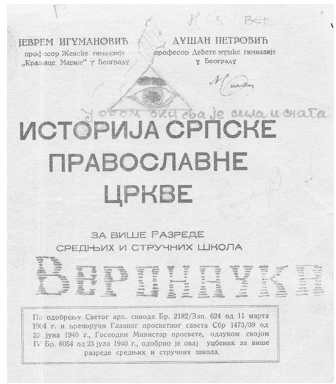 ЈЕВРЕМ ИГУМАНОВИЋ
професор Женске гимназије
„Краљице Марије" у Београду
ДУШАН ПЕТРОВИЋ
професор Девете мушке гимназије
у Београду
ИСТОРИЈА СРПСКЕ
ПРАВОСЛАВНЕ
ЦРКВЕ
ЗА ВИШЕ РАЗРЕДЕ
СРЕДЊИХ И СТРУЧНИХ ШКОЛА
ВЕРОНАУКА
По одобрењу Светог арх. синода Бр. 2182/Зап. 624 од 11 марта
1904 г. и препоруци Главног просветног савета Сбр 1473/39 од
22 јуна 1940 г., Господин Министар просвете, одлуком својом
IV Бр. 6054 од 23 јула 1940 г., одобрио је овај уџбеник за више
разреде средњих и стручних школа.